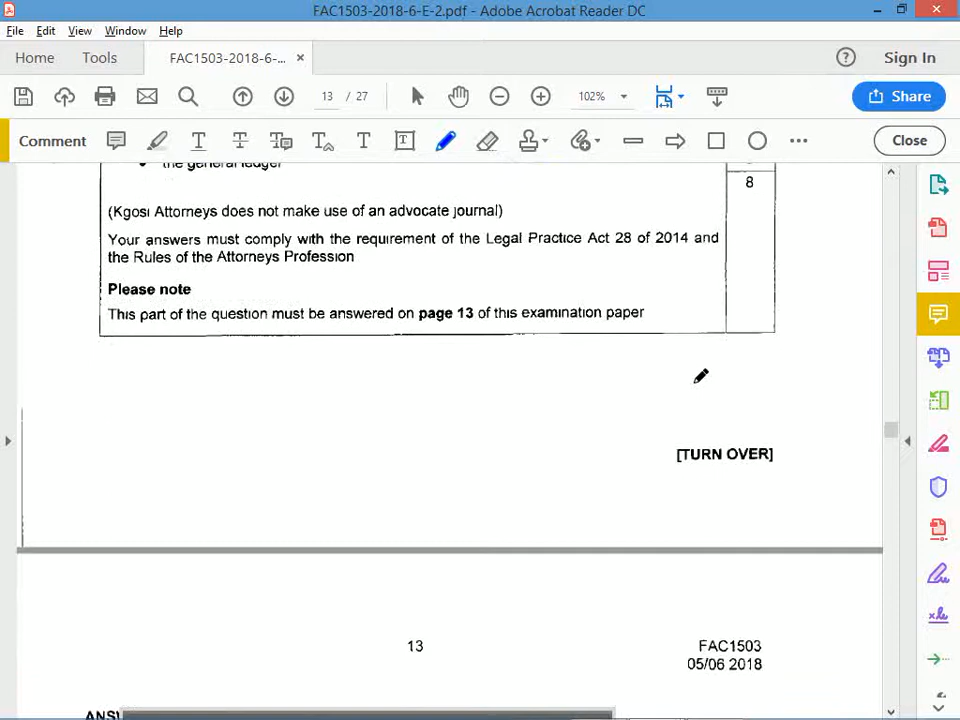 FAC1503-2018-6-E-2.pdf - Adobe Acrobat Reader DC
File Edit View Window Help
Home Tools FAC1503-2018-6-... × Sign In
13 / 27 102% Share
Comment Close
the general ledger
8
(Kgosi Attorneys does not make use of an advocate journal)
Your answers must comply with the requirement of the Legal Practice Act 28 of 2014 and
the Rules of the Attorneys Profession
Please note
This part of the question must be answered on page 13 of this examination paper
[TURN OVER]
13 FAC1503
05/06 2018